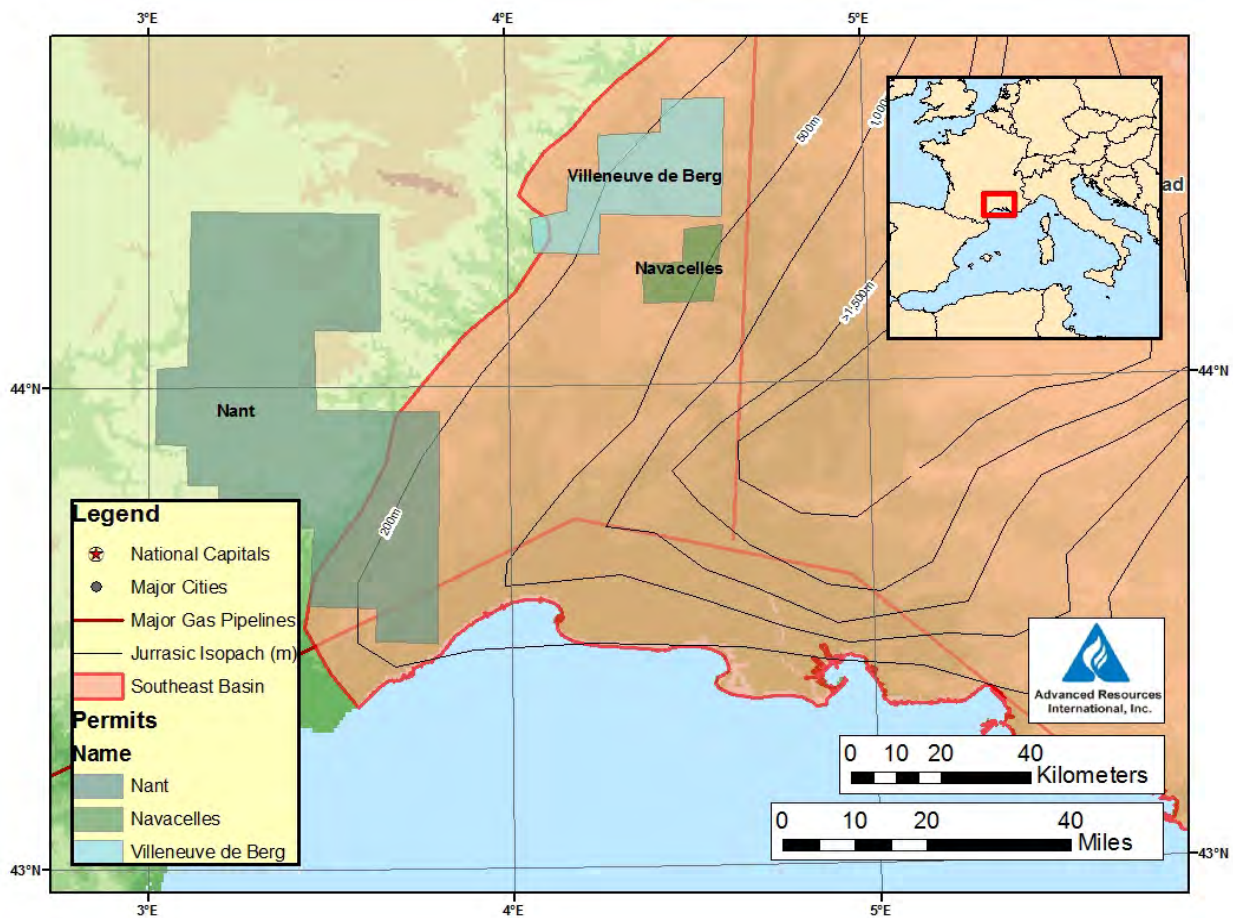 3°E
4°E
5°E
500m
1,000
Villeneuve de Berg
ad
Navacelles
>1,500m
44°N
44°N
Nant
200m
Legend
National Capitals
Major Cities
Major Gas Pipelines
Jurrasic Isopach (m)
Southeast Basin
Permits
Name
Nant
Navacelles
Villeneuve de Berg
Advanced Resources
International, Inc.
0 10 20 40
Kilometers
0 10 20 40
Miles
43°N
43°N
3°E
4°E
5°E